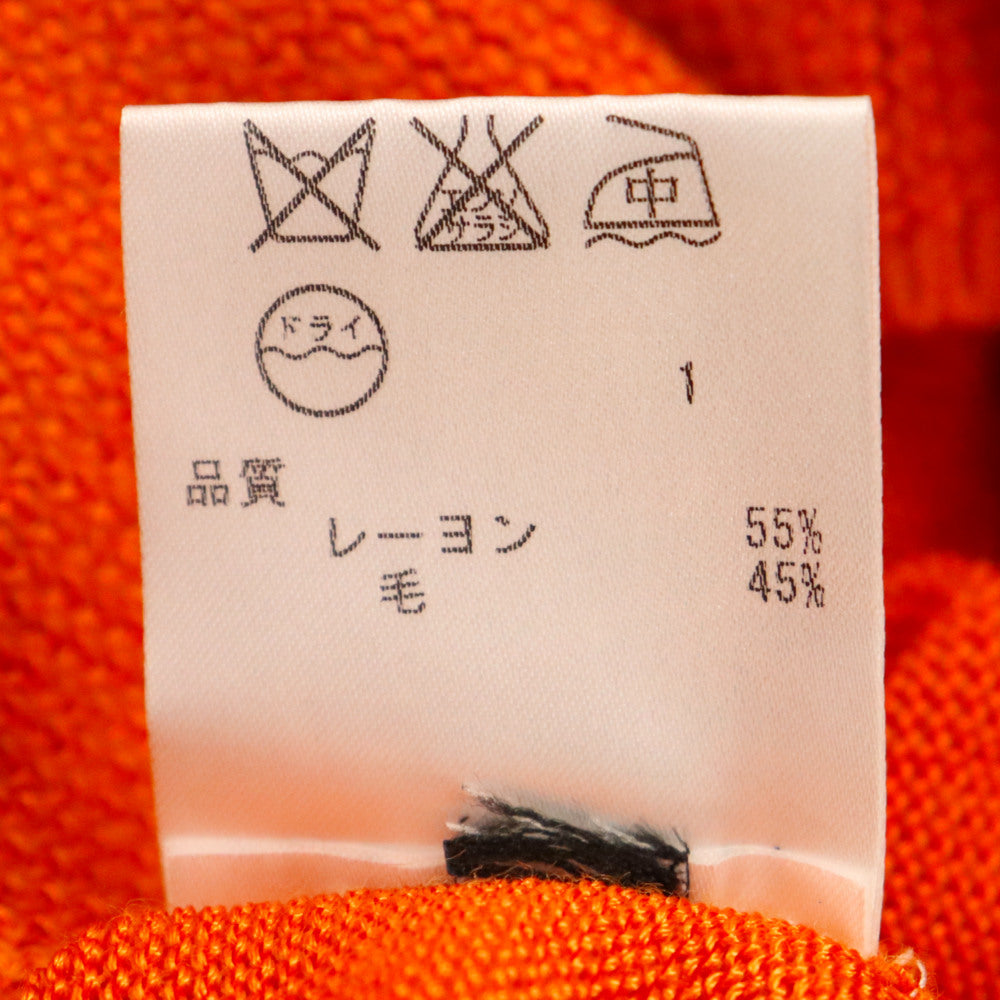 エンソ
サラシ
中
ドライ
1
品質
レーヨン 55%
毛 45%